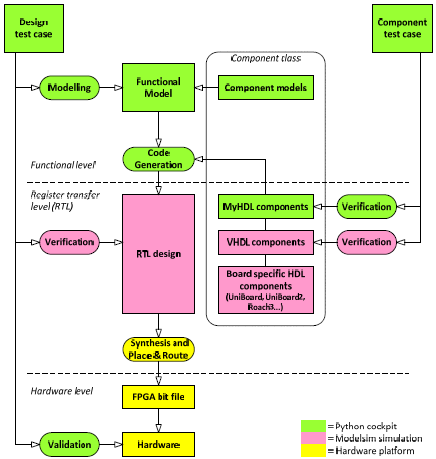 Design
test case
Component
test case
Component class
Modelling
Functional
Model
Component models
Code
Generation
Functional level
Register transfer
level (RTL)
MyHDL components
Verification
Verification
RTL design
VHDL components
Verification
Board specific HDL
components
(UniBoard, UniBoard2,
Roach3...)
Synthesis and
Place & Route
Hardware level
FPGA bit file
Validation
Hardware
= Python cockpit
= Modelsim simulation
= Hardware platform